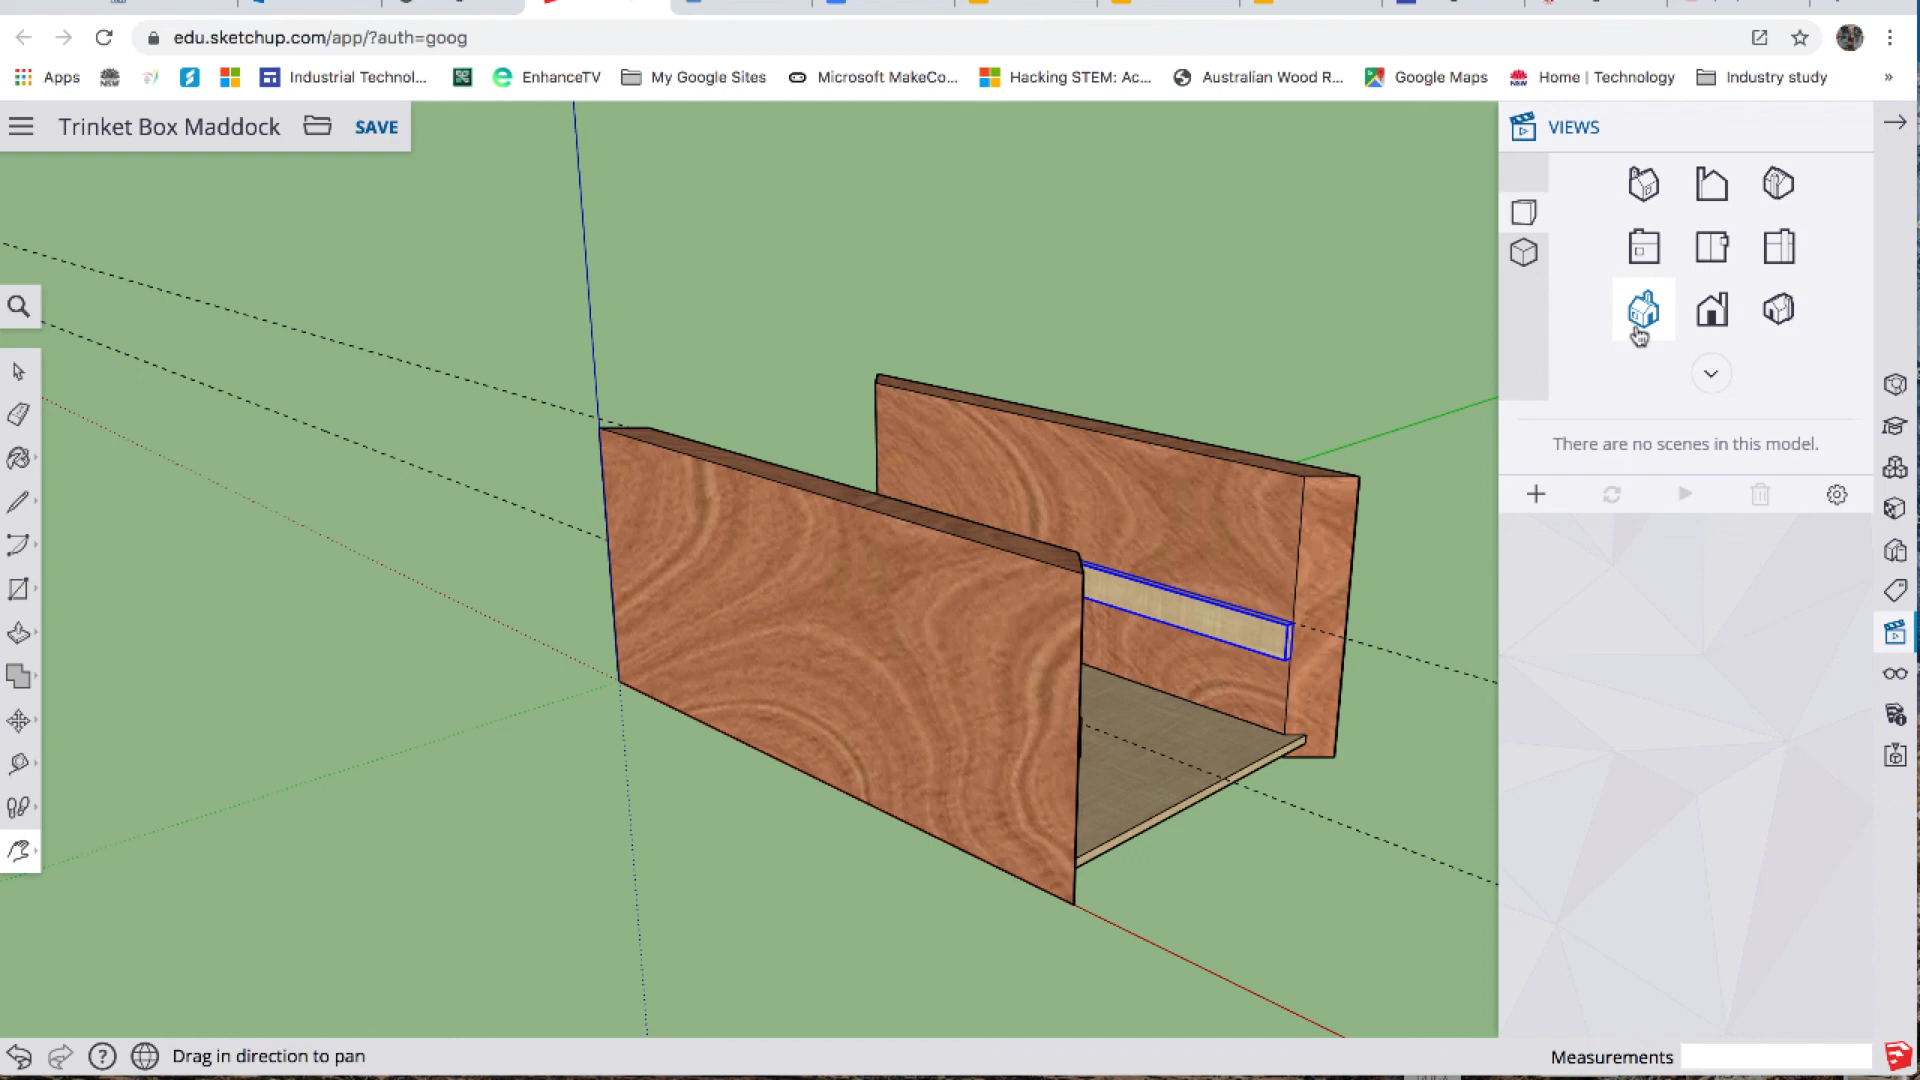 edu.sketchup.com/app/?auth=goog
Apps Industrial Technol... EnhanceTV My Google Sites Microsoft MakeCo... Hacking STEM: Ac... Australian Wood R... Google Maps Home | Technology Industry study »
Trinket Box Maddock SAVE
VIEWS
There are no scenes in this model.
Drag in direction to pan
Measurements